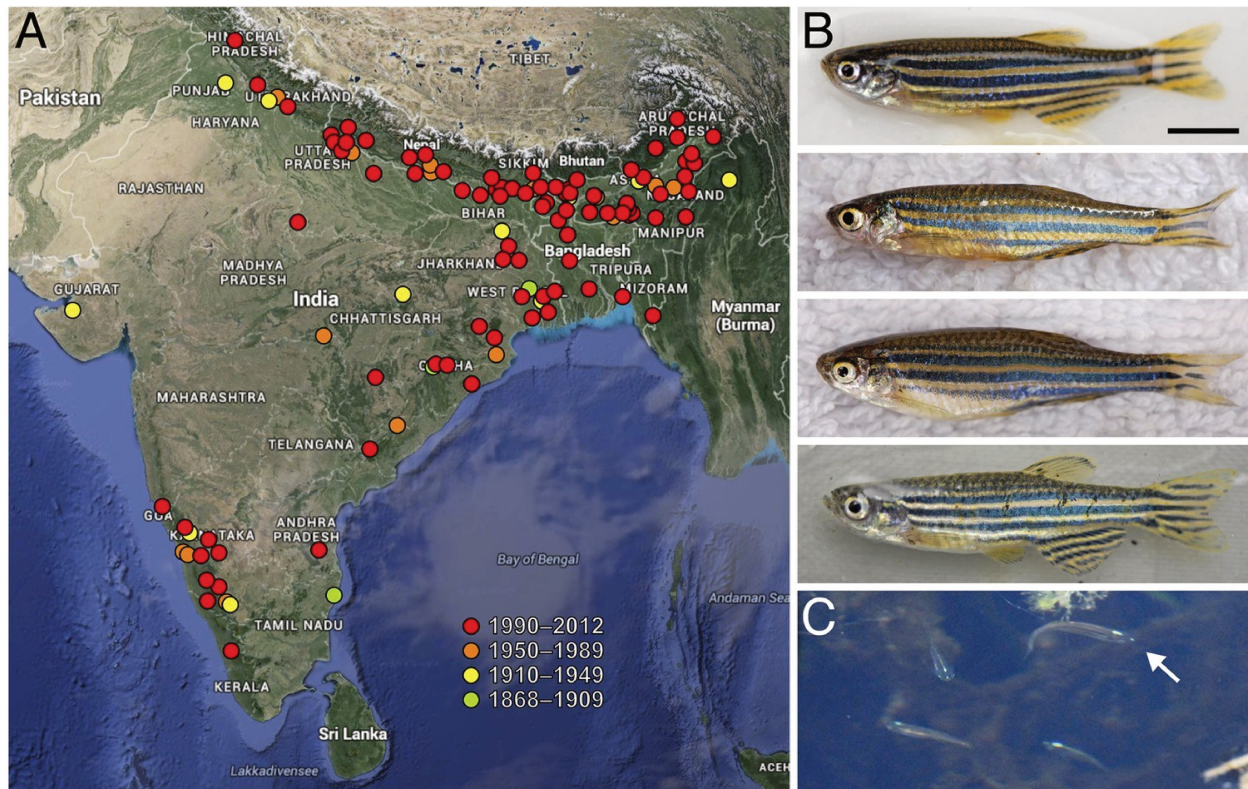 A
HIMACHAL
PRADESH
TIBET
Pakistan
PUNJAB
UTTARAKHAND
HARYANA
ARUNACHAL
PRADESH
UTTAR
PRADESH
Nepal
SIKKIM
Bhutan
RAJASTHAN
ASSAM
NAGALAND
BIHAR
MANIPUR
Bangladesh
JHARKHAND
TRIPURA
MADHYA
PRADESH
GUJARAT
India
WEST BENGAL
MIZORAM
CHHATTISGARH
Myanmar
(Burma)
ODISHA
MAHARASHTRA
TELANGANA
GOA
KARNATAKA
ANDHRA
PRADESH
Bay of Bengal
Andaman Sea
TAMIL NADU
1990–2012
1950–1989
1910–1949
1868–1909
KERALA
Sri Lanka
Lakkadivensee
ACEH
B
C